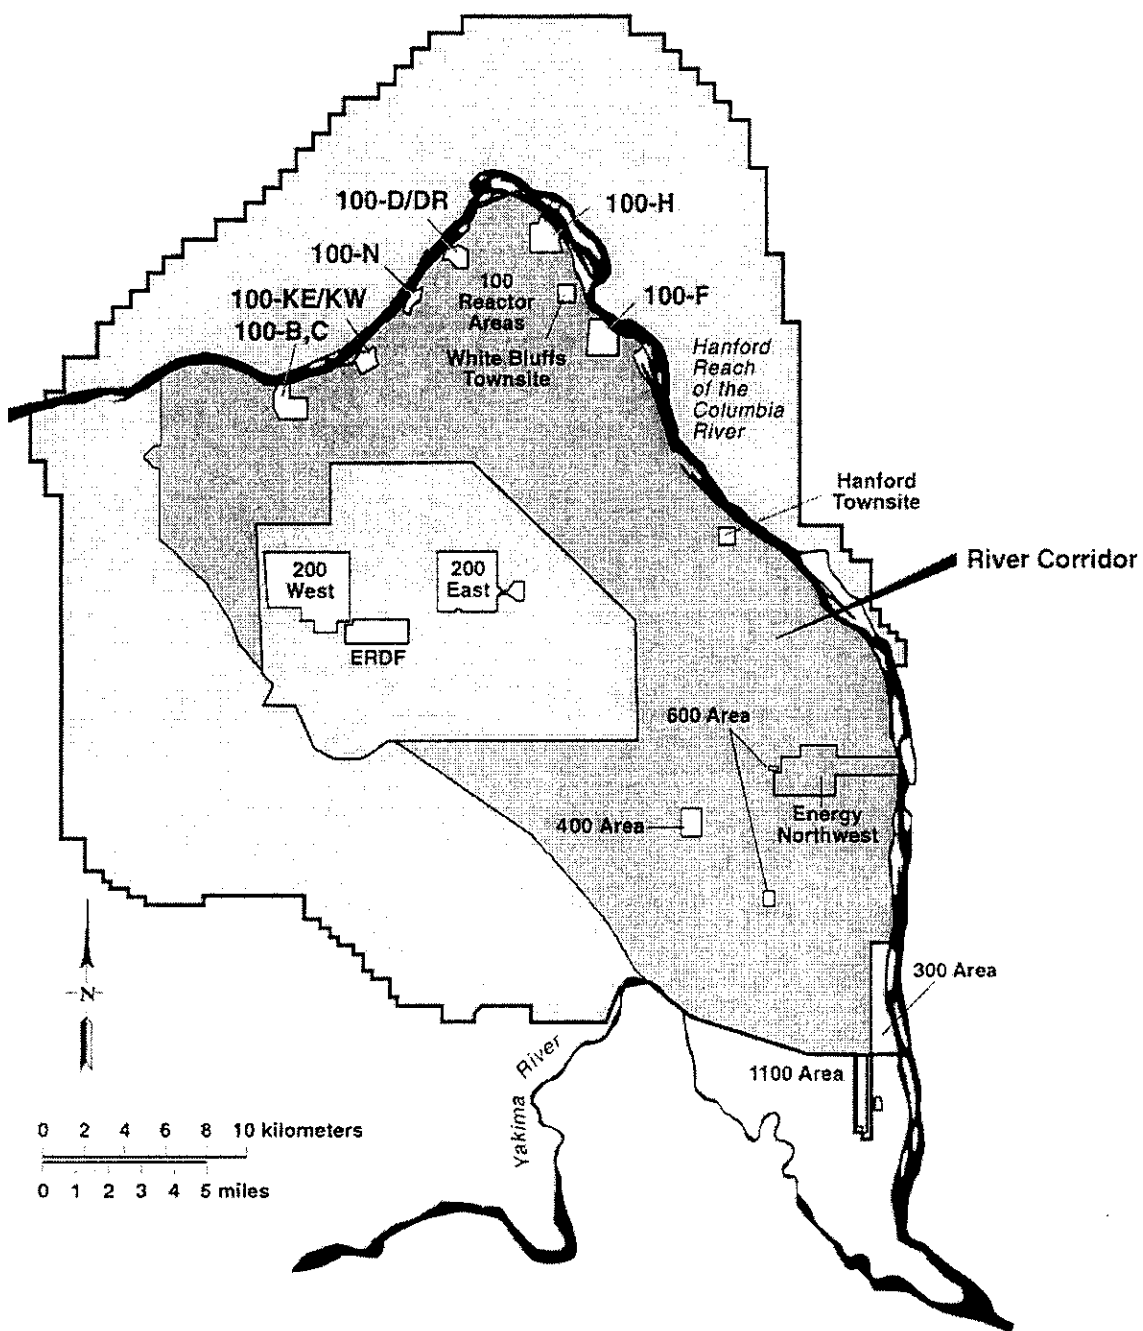 100-D/DR
100-H
100-N
100
Reactor
Areas
100-KE/KW
100-F
100-B,C
White Bluffs
Townsite
Hanford
Reach
of the
Columbia
River
Hanford
Townsite
River Corridor
200
West
200
East
ERDF
600 Area
Energy
Northwest
400 Area
N
300 Area
River
Yakima
1100 Area
0 2 4 6 8 10 kilometers
0 1 2 3 4 5 miles